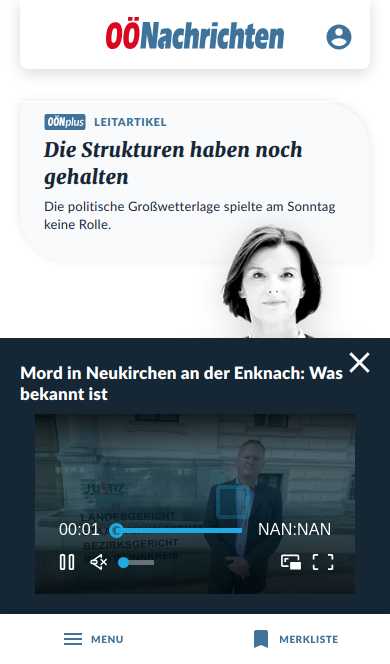 OÖNachrichten
OÖNplus LEITARTIKEL
Die Strukturen haben noch
gehalten
Die politische Großwetterlage spielte am Sonntag
keine Rolle.
Mord in Neukirchen an der Enknach: Was
bekannt ist
Justiz
LANDESGERICHT
00:01 NAN:NAN
BEZIRKSGERICHT
MENU MERKLISTE